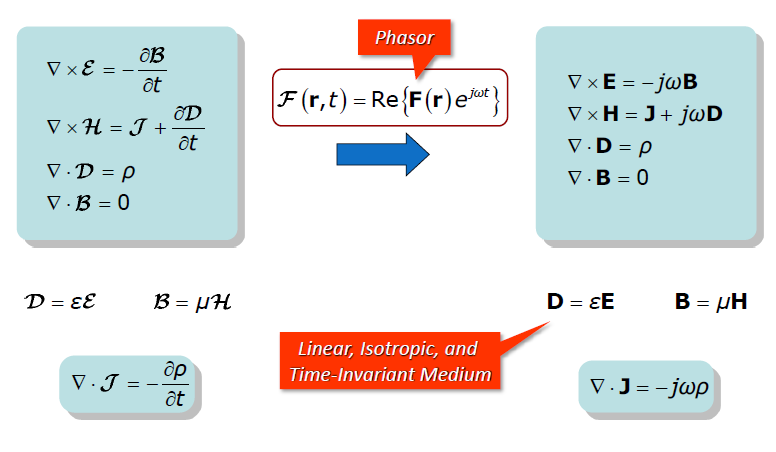 Phasor
∇ × 𝓔 = −∂𝓑/∂t
∇ × 𝓗 = 𝓙 + ∂𝓓/∂t
∇ · 𝓓 = ρ
∇ · 𝓑 = 0
𝓕(𝐫,t) = Re{𝐅(𝐫)e^{jωt}}
∇ × 𝐄 = −jω𝐁
∇ × 𝐇 = 𝐉 + jω𝐃
∇ · 𝐃 = ρ
∇ · 𝐁 = 0
𝓓 = ε𝓔 𝓑 = μ𝓗
𝐃 = ε𝐄 𝐁 = μ𝐇
Linear, Isotropic, and
Time-Invariant Medium
∇ · 𝓙 = −∂ρ/∂t
∇ · 𝐉 = −jωρ